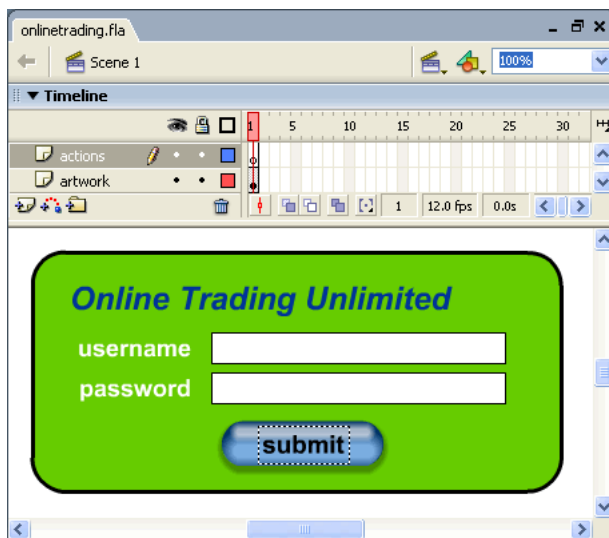 onlinetrading.fla
Scene 1 100%
Timeline
1 5 10 15 20 25 30
actions
artwork
1 12.0 fps 0.0s
Online Trading Unlimited
username
password
submit